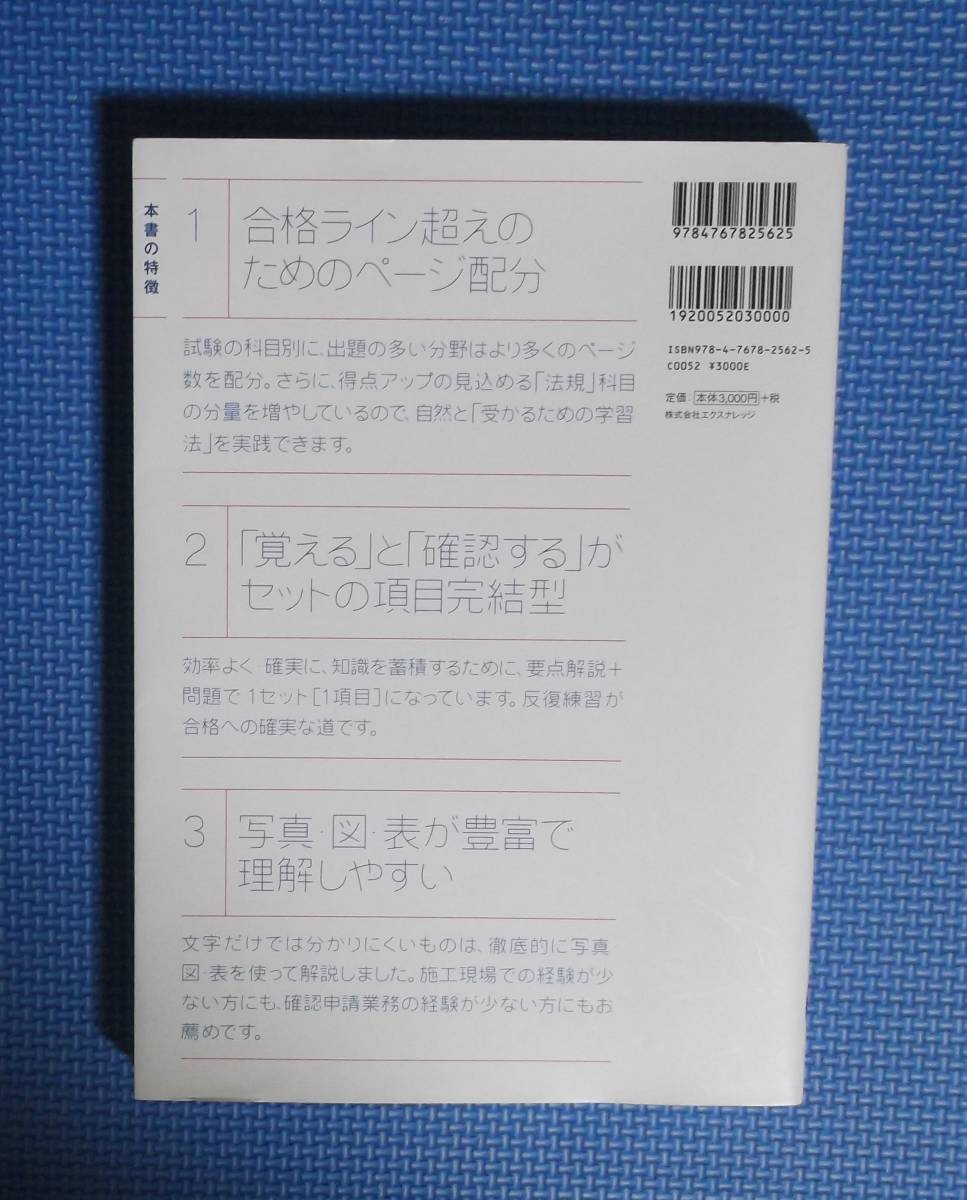 本書の特徴
1
合格ライン超えの
ためのページ配分
試験の科目別に、出題の多い分野はより多くのページ
数を配分。さらに、得点アップの見込める「法規」科目
の分量を増やしているので、自然と「受かるための学習
法」を実践できます。
2
「覚える」と「確認する」が
セットの項目完結型
効率よく・確実に、知識を蓄積するために、要点解説+
問題で1セット[1項目]になっています。反復練習が
合格への確実な道です。
3
写真・図・表が豊富で
理解しやすい
文字だけでは分かりにくいものは、徹底的に写真・
図・表を使って解説しました。施工現場での経験が少
ない方にも、確認申請業務の経験が少ない方にもお
薦めです。
9784767825625
1920052030000
ISBN978-4-7678-2562-5
C0052 ¥3000E
定価：本体3,000円+税
株式会社エクスナレッジ